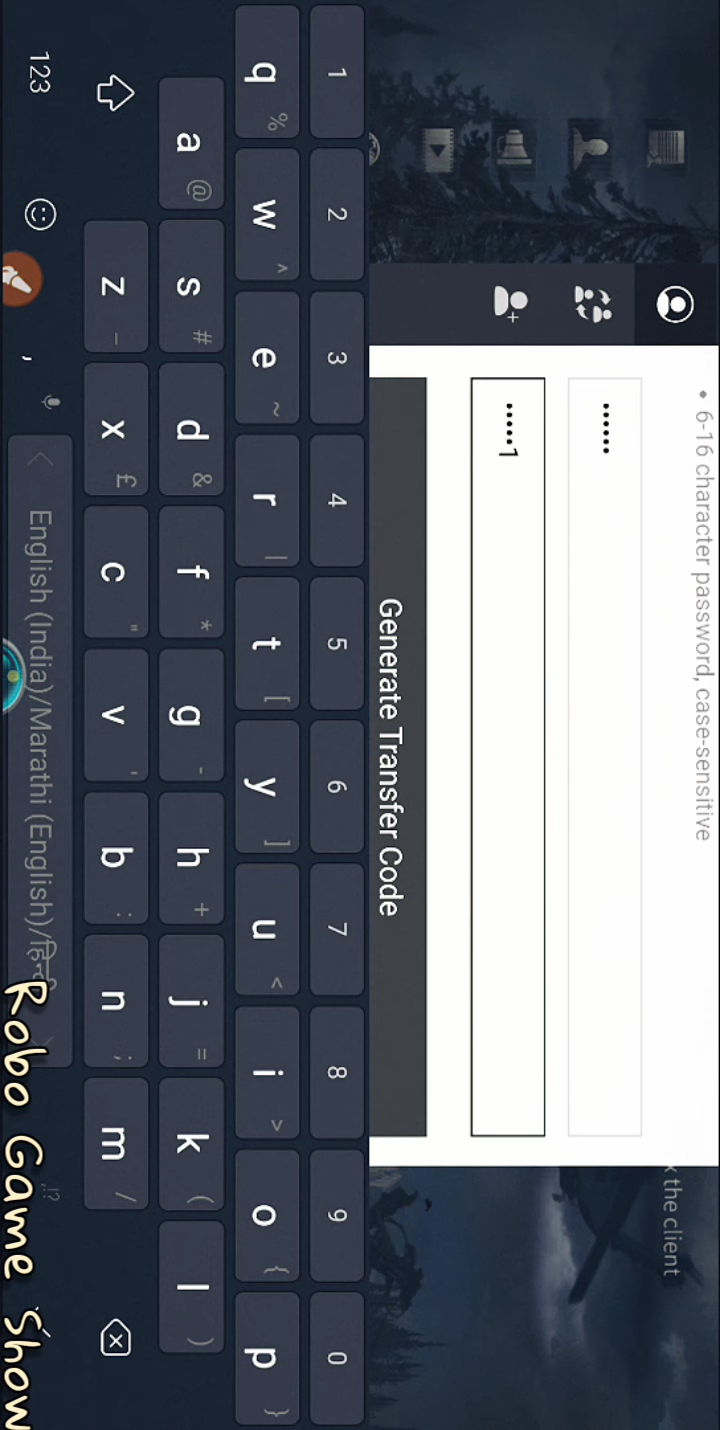 k the client
• 6-16 character password, case-sensitive
••••••
•••••1
Generate Transfer Code
1 2 3 4 5 6 7 8 9 0
q % w ^ e ~ r | t [ y ] u < i > o { p }
a @ s # d & f * g - h + j = k ( l )
z _ x £ c " v ' b : n ; m /
123 , English (India)/Marathi (English)/हिन्दी !?
Robo Game Show